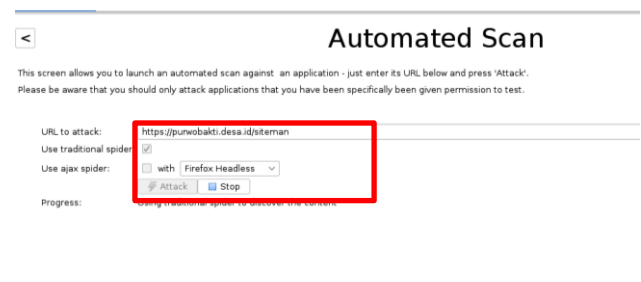 <
Automated Scan
This screen allows you to launch an automated scan against an application - just enter its URL below and press 'Attack'.
Please be aware that you should only attack applications that you have been specifically been given permission to test.
URL to attack: https://purwobakti.desa.id/siteman
Use traditional spider
Use ajax spider: with Firefox Headless
Attack Stop
Progress: Using traditional spider to discover the content